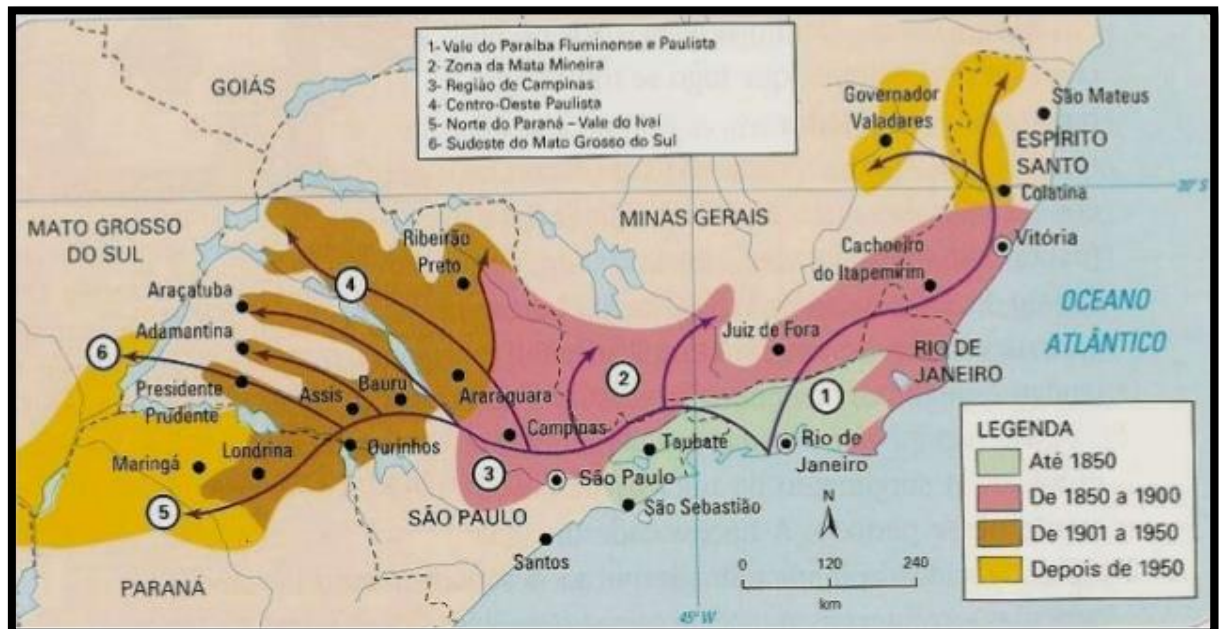 1- Vale do Paraíba Fluminense e Paulista
2- Zona da Mata Mineira
3- Região de Campinas
4- Centro-Oeste Paulista
5- Norte do Paraná – Vale do Ivaí
6- Sudeste do Mato Grosso do Sul
GOIÁS
Governador
Valadares
São Mateus
ESPÍRITO
SANTO
20° S
Colatina
MATO GROSSO
DO SUL
MINAS GERAIS
Ribeirão
Preto
Cachoeiro
do Itapemirim
Vitória
4
Araçatuba
OCEANO
ATLÂNTICO
Adamantina
Juiz de Fora
RIO DE
JANEIRO
6
Presidente
Prudente
Assis
Bauru
Araraquara
2
1
Maringá
Londrina
Ourinhos
Campinas
Taubaté
Rio de
Janeiro
3
São Paulo
5
SÃO PAULO
São Sebastião
Santos
PARANÁ
45° W
N
0
120
240
km
LEGENDA
Até 1850
De 1850 a 1900
De 1901 a 1950
Depois de 1950